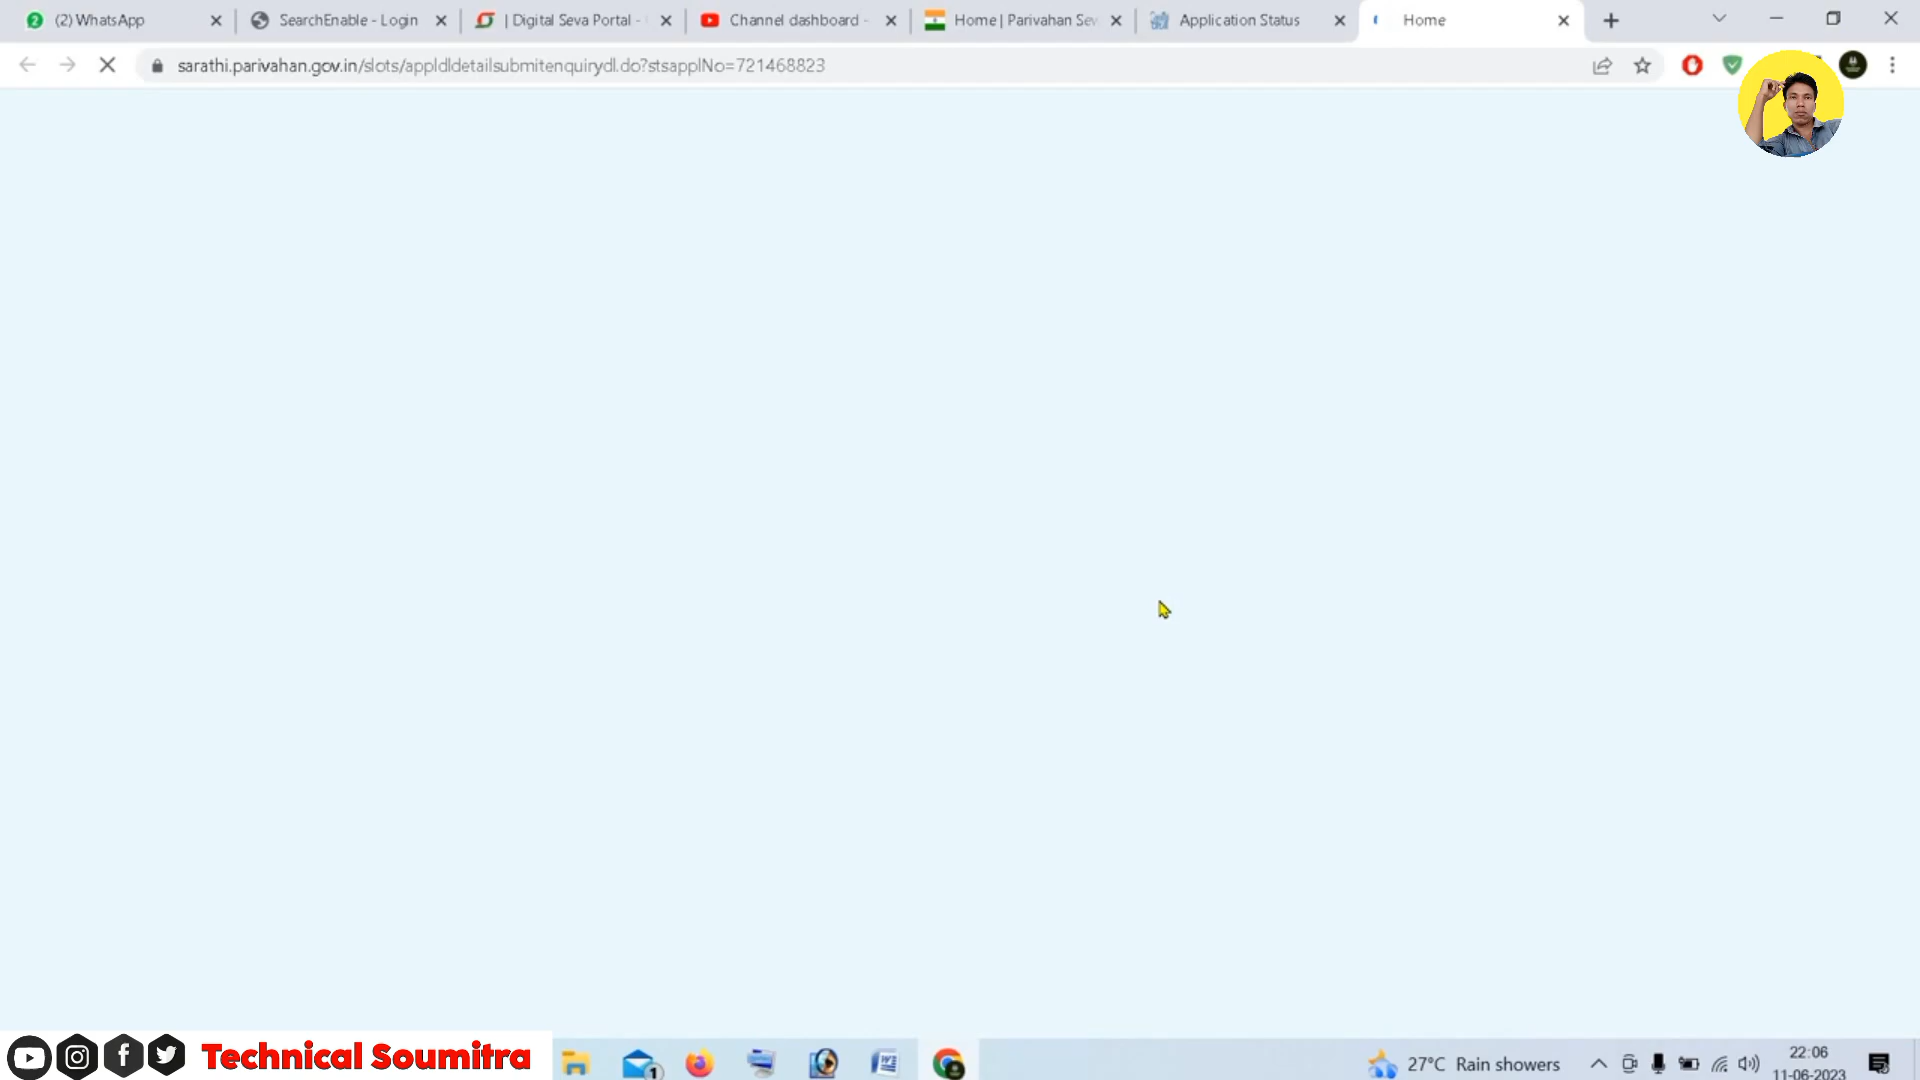 (2) WhatsApp
SearchEnable - Login
| Digital Seva Portal -
Channel dashboard -
Home | Parivahan Sev
Application Status
Home
sarathi.parivahan.gov.in/slots/appldldetailsubmitenquirydl.do?stsapplNo=721468823
Technical Soumitra
1
27°C Rain showers
22:06
11-06-2023